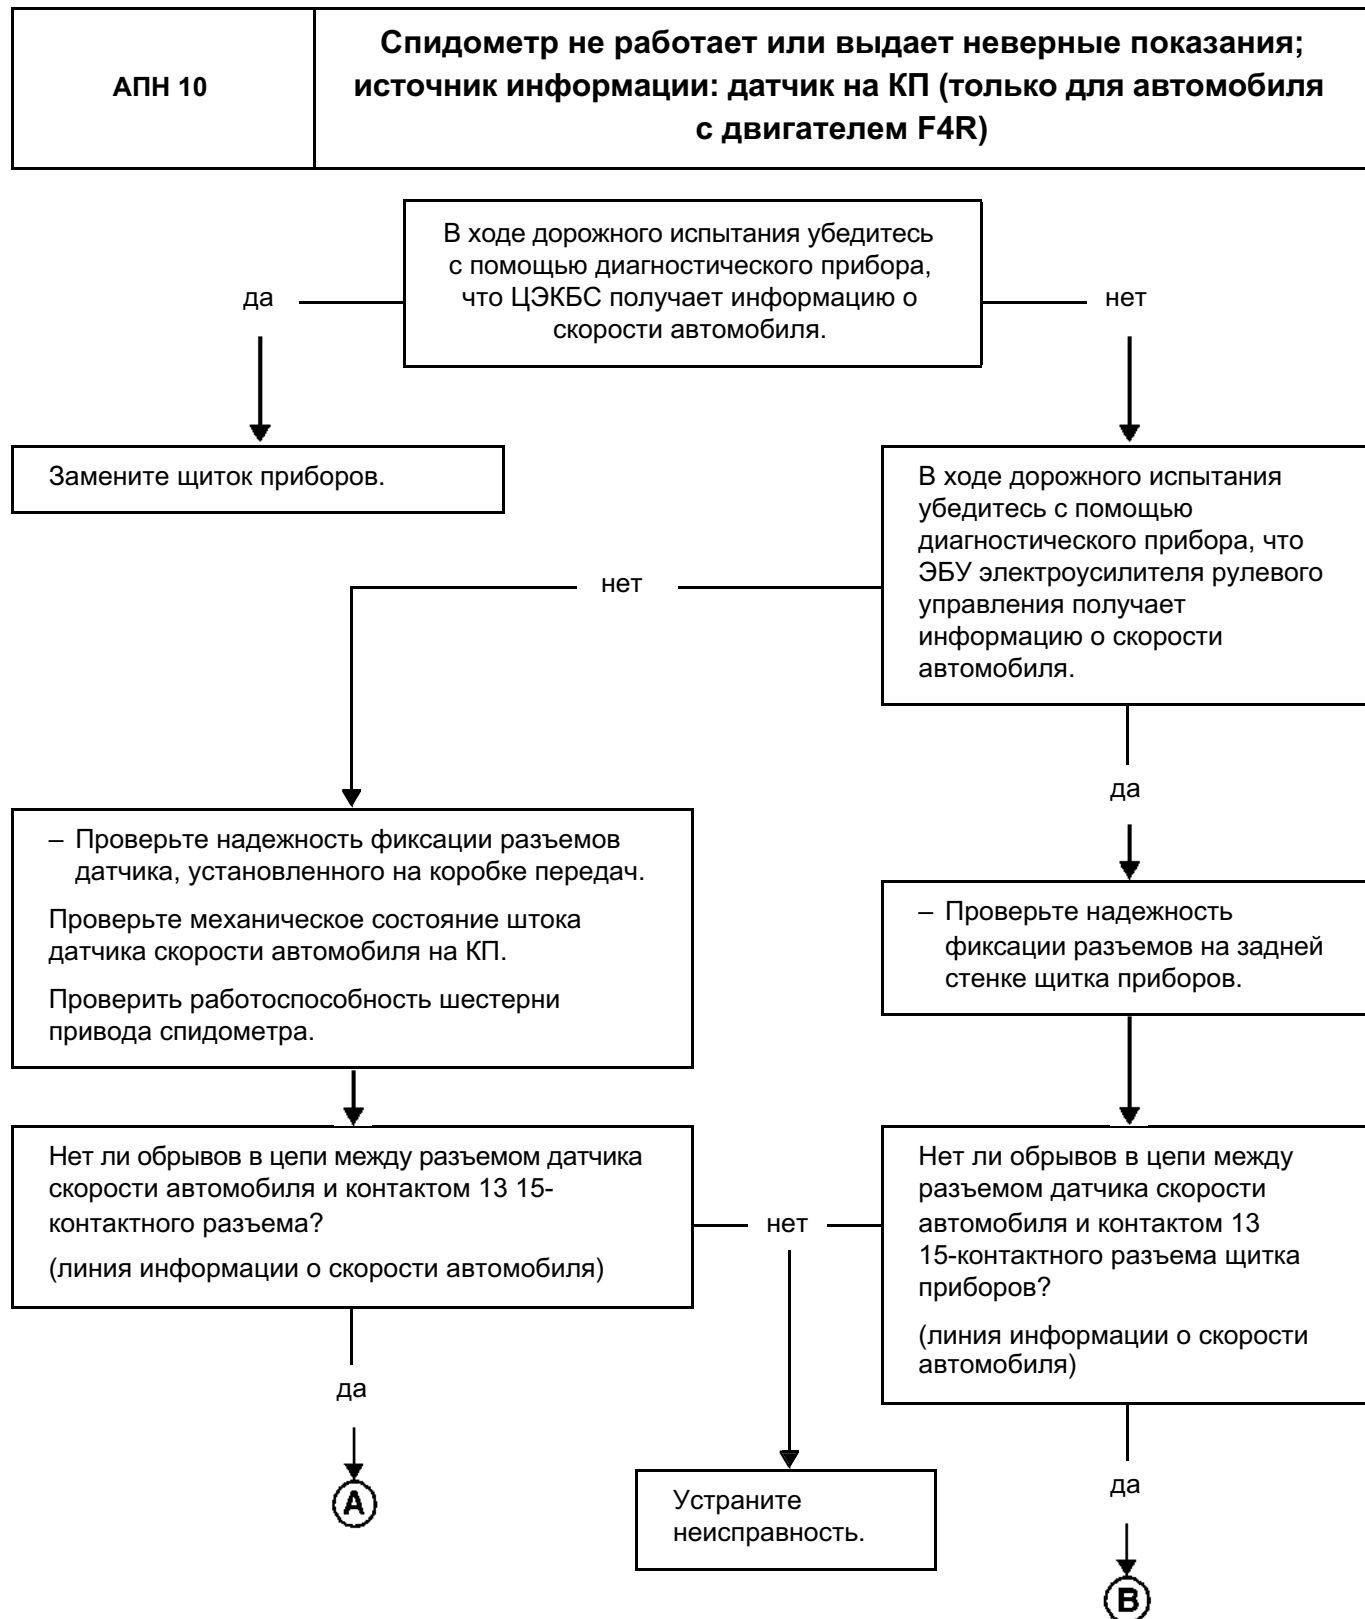 АПН 10
Спидометр не работает или выдает неверные показания;
источник информации: датчик на КП (только для автомобиля
с двигателем F4R)
В ходе дорожного испытания убедитесь
с помощью диагностического прибора,
что ЦЭКБС получает информацию о
скорости автомобиля.
да
нет
Замените щиток приборов.
В ходе дорожного испытания
убедитесь с помощью
диагностического прибора, что
ЭБУ электроусилителя рулевого
управления получает
информацию о скорости
автомобиля.
нет
да
– Проверьте надежность фиксации разъемов
датчика, установленного на коробке передач.
Проверьте механическое состояние штока
датчика скорости автомобиля на КП.
Проверить работоспособность шестерни
привода спидометра.
– Проверьте надежность
фиксации разъемов на задней
стенке щитка приборов.
Нет ли обрывов в цепи между разъемом датчика
скорости автомобиля и контактом 13 15-
контактного разъема?
(линия информации о скорости автомобиля)
нет
Нет ли обрывов в цепи между
разъемом датчика скорости
автомобиля и контактом 13
15-контактного разъема щитка
приборов?
(линия информации о скорости
автомобиля)
да
A
Устраните
неисправность.
да
B